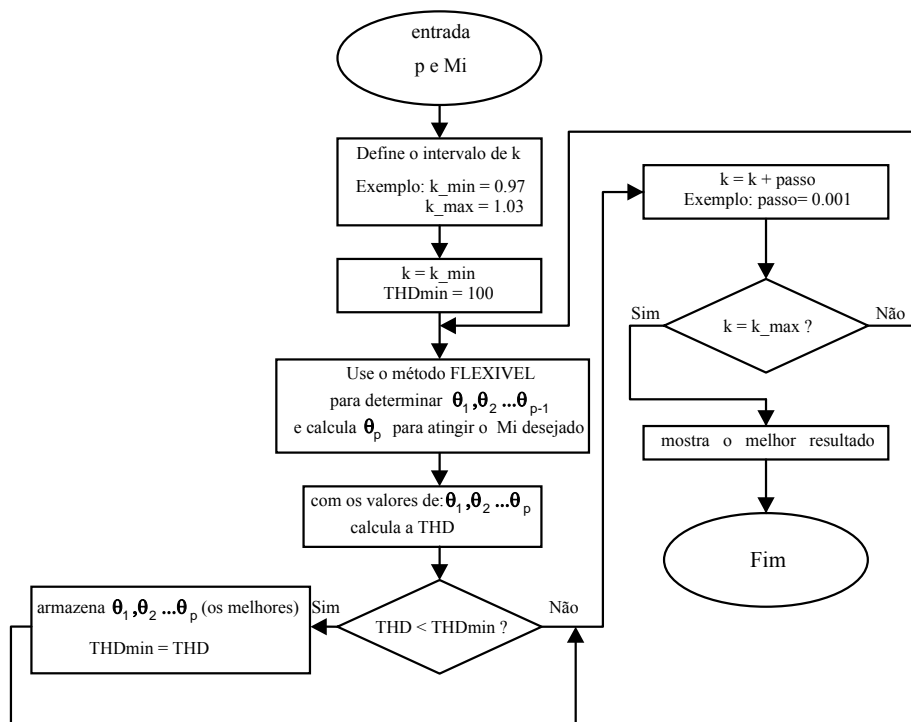 entrada
p e Mi
Define o intervalo de k
Exemplo: k_min = 0.97
k_max = 1.03
k = k_min
THDmin = 100
Use o método FLEXIVEL
para determinar θ1,θ2 ...θp-1
e calcula θp para atingir o Mi desejado
com os valores de:θ1,θ2 ...θp
calcula a THD
THD < THDmin ?
Sim
Não
armazena θ1,θ2 ...θp (os melhores)
THDmin = THD
k = k + passo
Exemplo: passo= 0.001
k = k_max ?
Sim
Não
mostra o melhor resultado
Fim